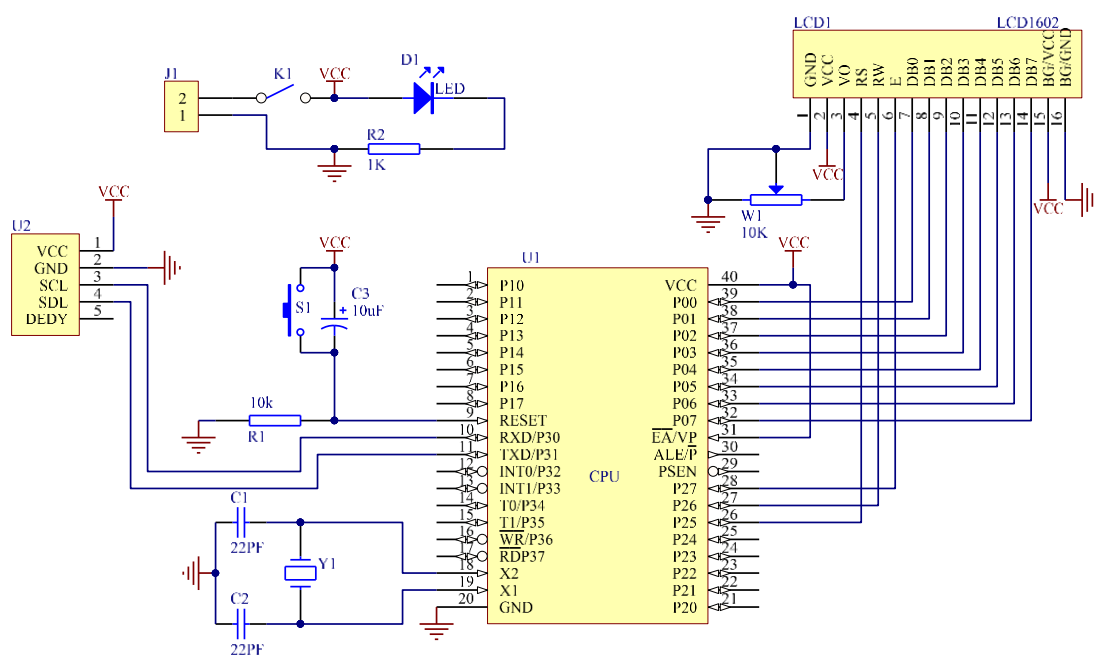 LCD1 LCD1602
GND VCC VO RS RW E DB0 DB1 DB2 DB3 DB4 DB5 DB6 DB7 BG/VCC BG/GND
1 2 3 4 5 6 7 8 9 10 11 12 13 14 15 16
VCC
VCC
W1
10K
J1
2
1
K1
VCC
D1
LED
R2
1K
VCC
U2
VCC 1
GND 2
SCL 3
SDL 4
DEDY 5
VCC
S1
C3
+
10uF
10k
R1
C1
22PF
Y1
C2
22PF
VCC
U1
CPU
1 P10 VCC 40
2 P11 P00 39
3 P12 P01 38
4 P13 P02 37
5 P14 P03 36
6 P15 P04 35
7 P16 P05 34
8 P17 P06 33
9 RESET P07 32
10 RXD/P30 EA/VP 31
11 TXD/P31 ALE/P 30
12 INT0/P32 PSEN 29
13 INT1/P33 P27 28
14 T0/P34 P26 27
15 T1/P35 P25 26
16 WR/P36 P24 25
17 RDP37 P23 24
18 X2 P22 23
19 X1 P21 22
20 GND P20 21